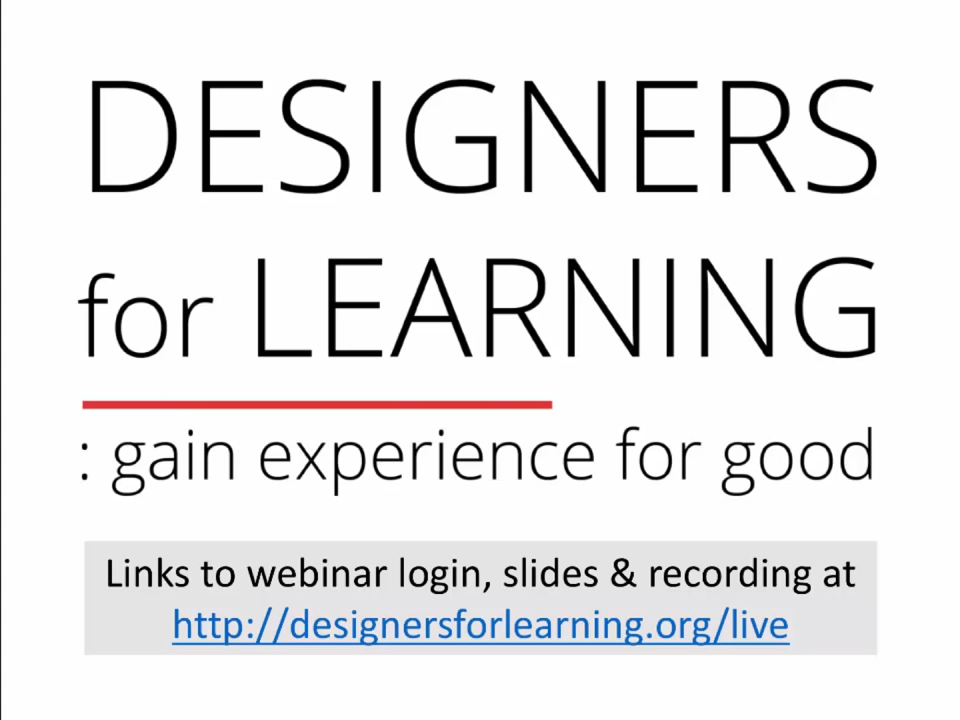 DESIGNERS
for LEARNING
: gain experience for good
Links to webinar login, slides & recording at
http://designersforlearning.org/live